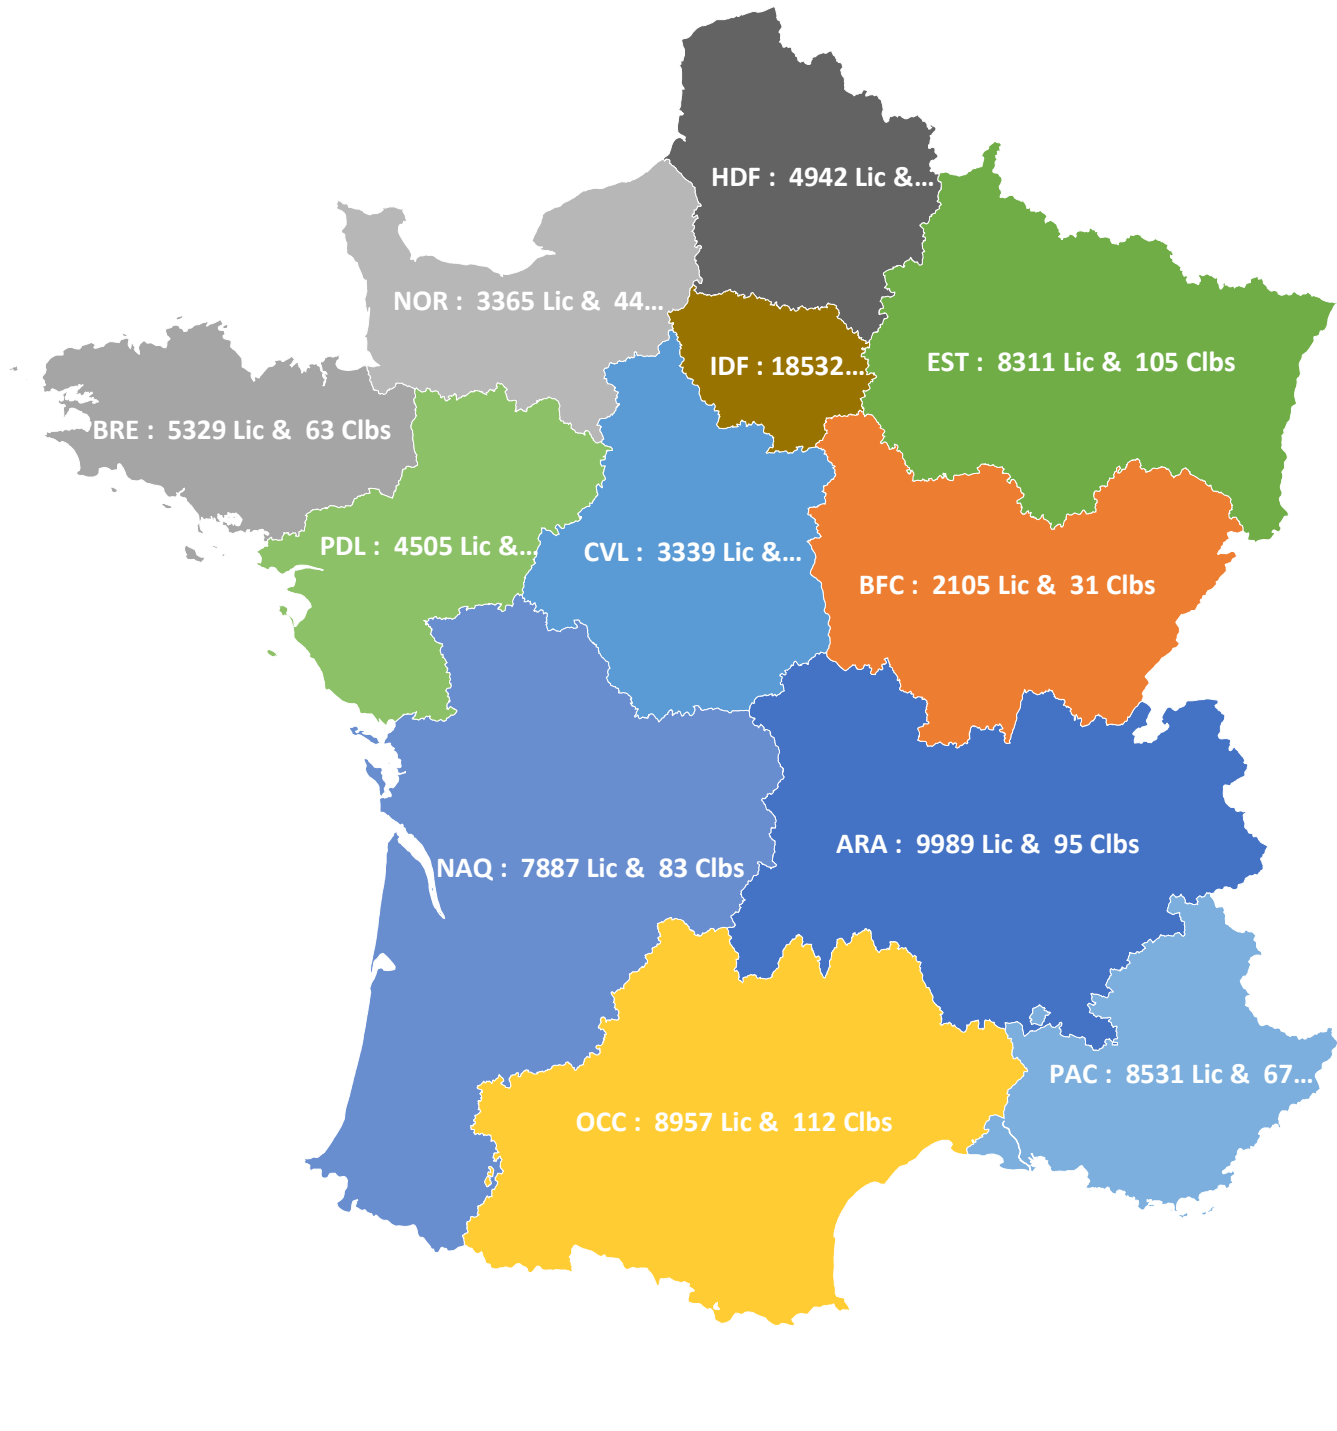 HDF : 4942 Lic &...
NOR : 3365 Lic & 44...
IDF : 18532...
EST : 8311 Lic & 105 Clbs
BRE : 5329 Lic & 63 Clbs
PDL : 4505 Lic &...
CVL : 3339 Lic &...
BFC : 2105 Lic & 31 Clbs
ARA : 9989 Lic & 95 Clbs
NAQ : 7887 Lic & 83 Clbs
PAC : 8531 Lic & 67...
OCC : 8957 Lic & 112 Clbs